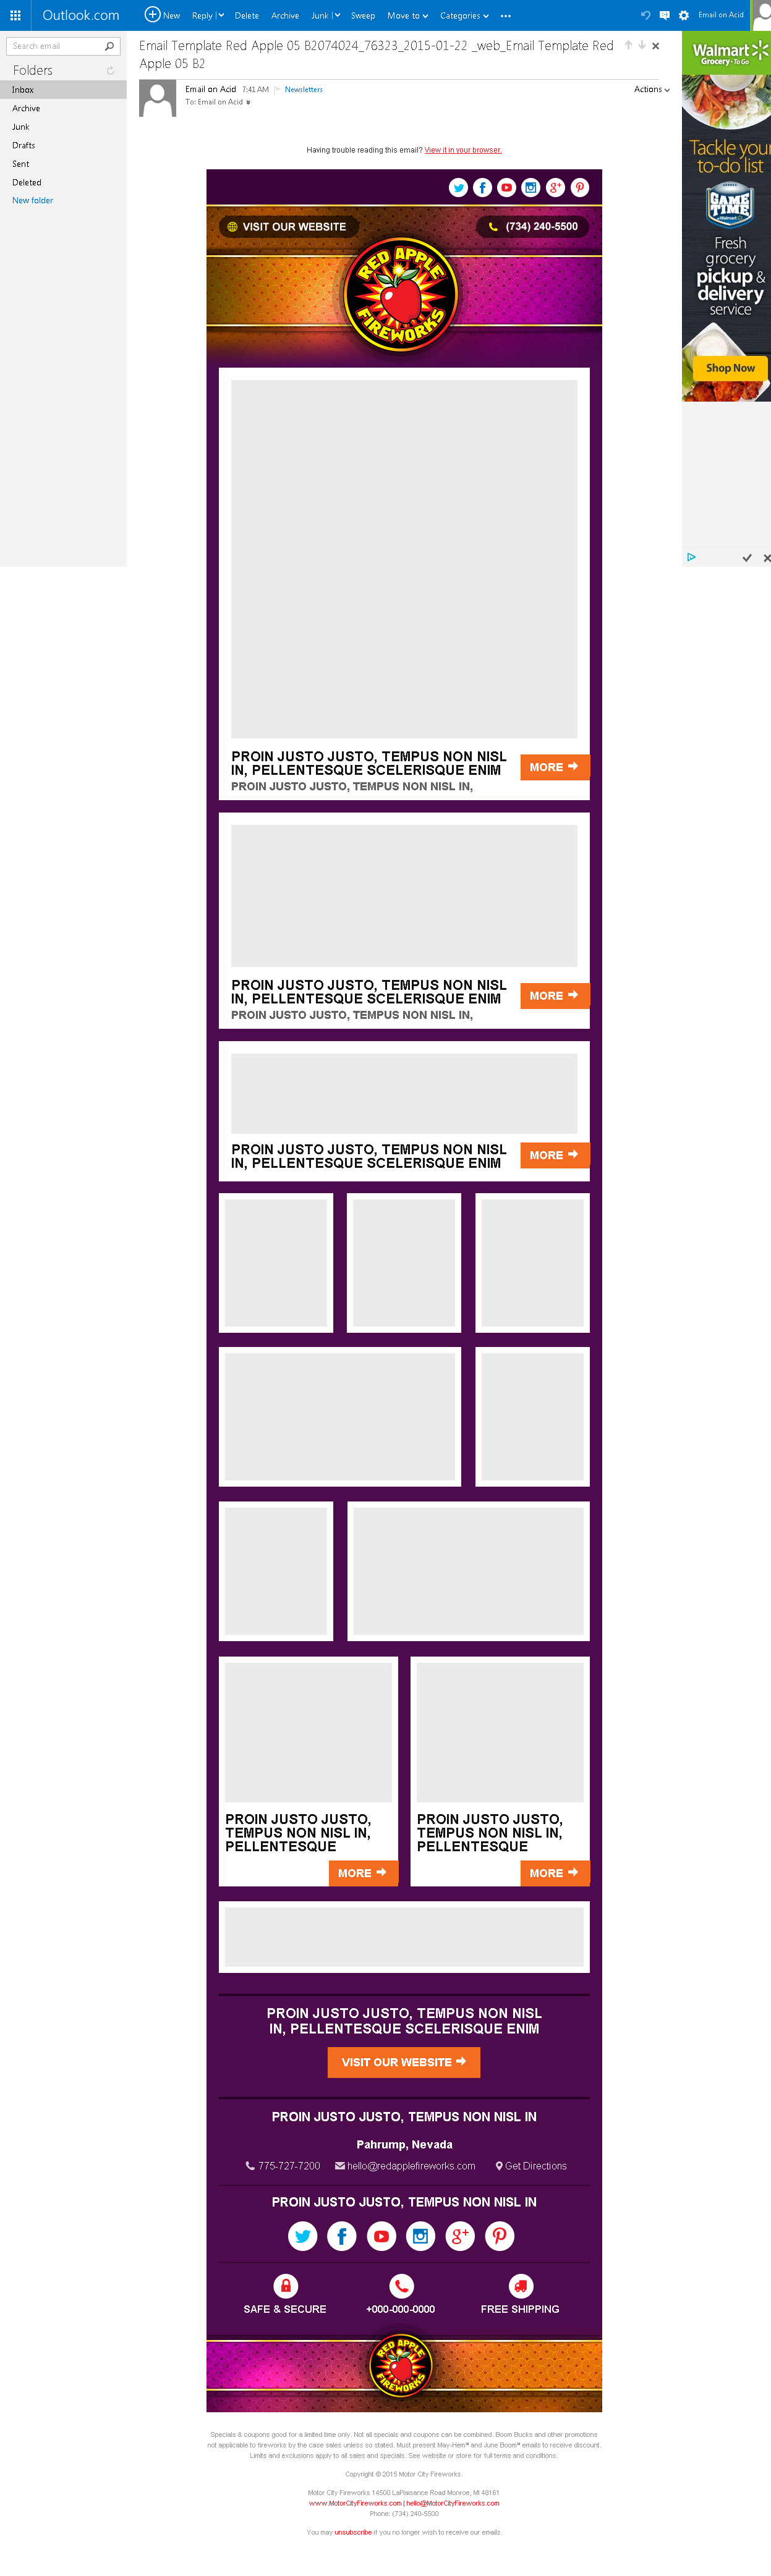 Outlook.com
New
Reply
Delete
Archive
Junk
Sweep
Move to
Categories
Email on Acid
Search email
Folders
Inbox
Archive
Junk
Drafts
Sent
Deleted
New folder
Email Template Red Apple 05 B2074024_76323_2015-01-22 _web_Email Template Red
Apple 05 B2
Email on Acid 7:41 AM Newsletters
To: Email on Acid
Actions
Walmart
Grocery - To Go
Tackle your
to-do list
GAME
TIME
Fresh
grocery
pickup &
delivery
service
Shop Now
Having trouble reading this email? View it in your browser.
VISIT OUR WEBSITE
(734) 240-5500
RED APPLE
FIREWORKS
PROIN JUSTO JUSTO, TEMPUS NON NISL
IN, PELLENTESQUE SCELERISQUE ENIM
PROIN JUSTO JUSTO, TEMPUS NON NISL IN,
MORE
PROIN JUSTO JUSTO, TEMPUS NON NISL
IN, PELLENTESQUE SCELERISQUE ENIM
PROIN JUSTO JUSTO, TEMPUS NON NISL IN,
MORE
PROIN JUSTO JUSTO, TEMPUS NON NISL
IN, PELLENTESQUE SCELERISQUE ENIM
MORE
PROIN JUSTO JUSTO,
TEMPUS NON NISL IN,
PELLENTESQUE
MORE
PROIN JUSTO JUSTO,
TEMPUS NON NISL IN,
PELLENTESQUE
MORE
PROIN JUSTO JUSTO, TEMPUS NON NISL
IN, PELLENTESQUE SCELERISQUE ENIM
VISIT OUR WEBSITE
PROIN JUSTO JUSTO, TEMPUS NON NISL IN
Pahrump, Nevada
775-727-7200 hello@redapplefireworks.com Get Directions
PROIN JUSTO JUSTO, TEMPUS NON NISL IN
SAFE & SECURE
+000-000-0000
FREE SHIPPING
RED APPLE
FIREWORKS
Specials & coupons good for a limited time only. Not all specials and coupons can be combined. Boom Bucks and other promotions
not applicable to fireworks by the case sales unless so stated. Must present May-Hem℠ and June Boom℠ emails to receive discount.
Limits and exclusions apply to all sales and specials. See website or store for full terms and conditions.
Copyright © 2015 Motor City Fireworks.
Motor City Fireworks 14500 LaPlaisance Road Monroe, MI 48161
www.MotorCityFireworks.com | hello@MotorCityFireworks.com
Phone: (734) 240-5500
You may unsubscribe if you no longer wish to receive our emails.